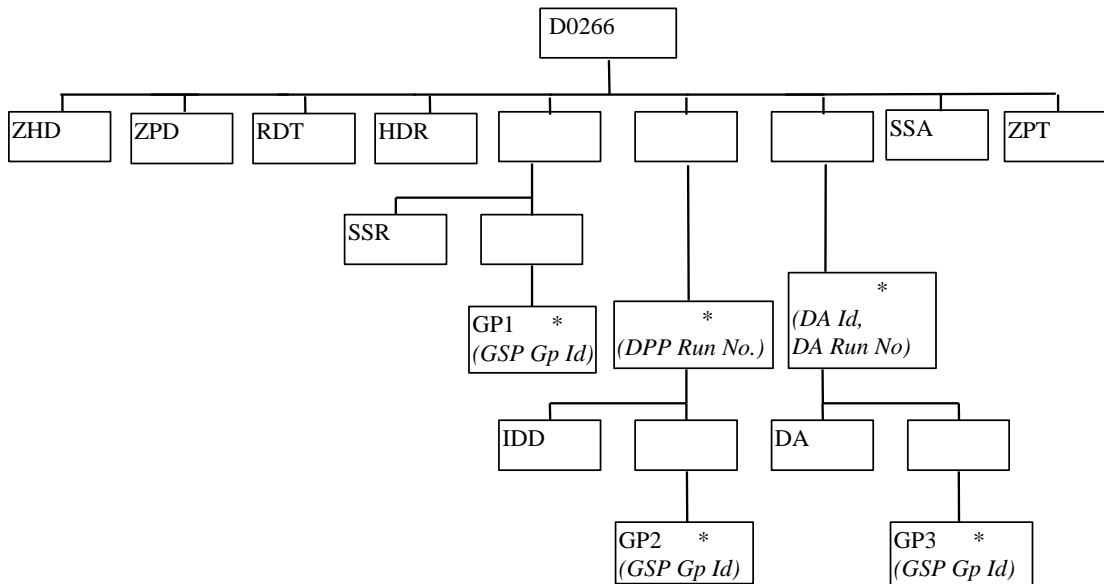 D0266
ZHD
ZPD
RDT
HDR
SSA
ZPT
SSR
GP1 *
(GSP Gp Id)
*
(DPP Run No.)
*
(DA Id,
DA Run No)
IDD
DA
GP2 *
(GSP Gp Id)
GP3 *
(GSP Gp Id)